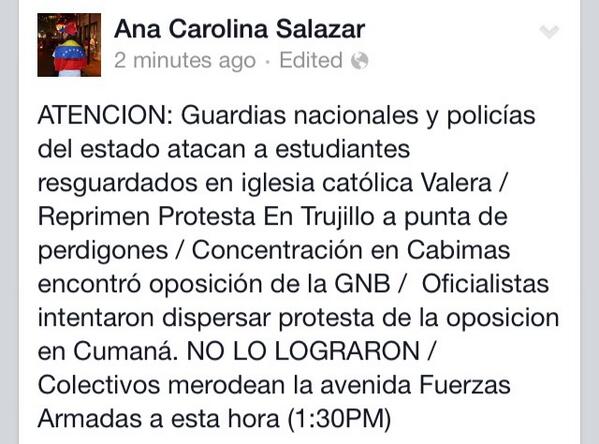 Ana Carolina Salazar
2 minutes ago · Edited
ATENCION: Guardias nacionales y policías
del estado atacan a estudiantes
resguardados en iglesia católica Valera /
Reprimen Protesta En Trujillo a punta de
perdigones / Concentración en Cabimas
encontró oposición de la GNB /  Oficialistas
intentaron dispersar protesta de la oposicion
en Cumaná. NO LO LOGRARON /
Colectivos merodean la avenida Fuerzas
Armadas a esta hora (1:30PM)